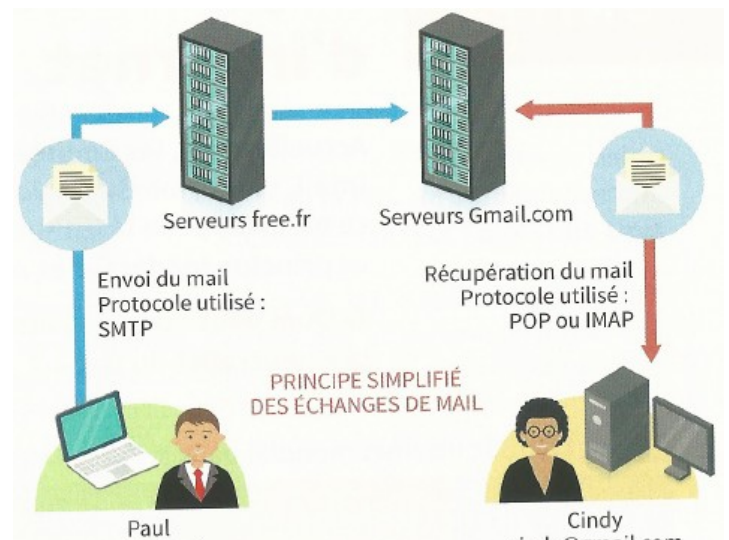 Serveurs free.fr
Serveurs Gmail.com
Envoi du mail
Protocole utilisé :
SMTP
Récupération du mail
Protocole utilisé :
POP ou IMAP
PRINCIPE SIMPLIFIÉ
DES ÉCHANGES DE MAIL
Paul
Cindy